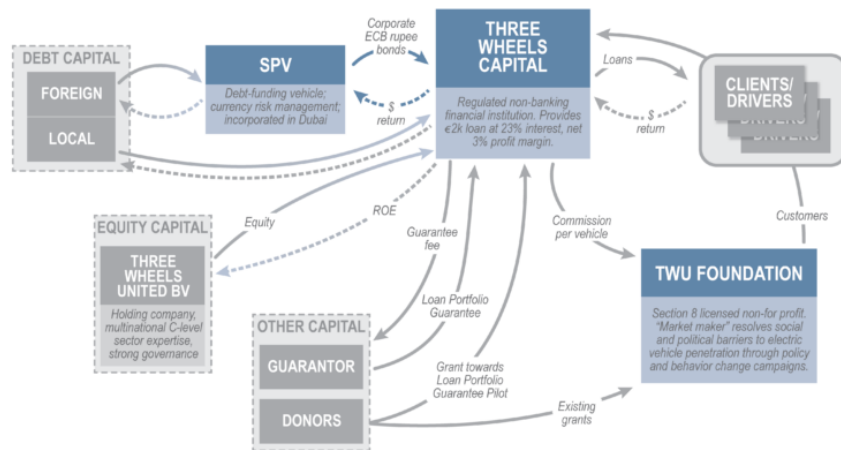 DEBT CAPITAL
FOREIGN
LOCAL
SPV
Debt-funding vehicle;
currency risk management;
incorporated in Dubai
Corporate
ECB rupee
bonds
$
return
THREE
WHEELS
CAPITAL
Regulated non-banking
financial institution. Provides
€2k loan at 23% interest, net
3% profit margin.
Loans
$
return
CLIENTS/
DRIVERS
DRIVERS
Customers
EQUITY CAPITAL
THREE
WHEELS
UNITED BV
Holding company,
multinational C-level
sector expertise,
strong governance
Equity
ROE
Guarantee
fee
Loan Portfolio
Guarantee
Commission
per vehicle
TWU FOUNDATION
Section 8 licensed non-for profit.
“Market maker” resolves social
and political barriers to electric
vehicle penetration through policy
and behavior change campaigns.
OTHER CAPITAL
GUARANTOR
DONORS
Grant towards
Loan Portfolio
Guarantee Pilot
Existing
grants